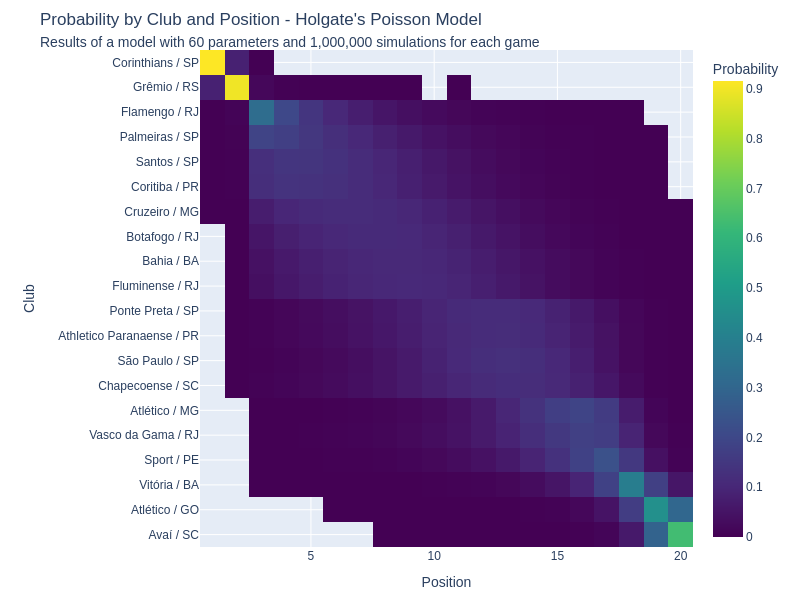 Probability by Club and Position - Holgate's Poisson Model
Results of a model with 60 parameters and 1,000,000 simulations for each game
Probability
Corinthians / SP
Grêmio / RS
Flamengo / RJ
Palmeiras / SP
Santos / SP
Coritiba / PR
Cruzeiro / MG
Botafogo / RJ
Bahia / BA
Fluminense / RJ
Ponte Preta / SP
Athletico Paranaense / PR
São Paulo / SP
Chapecoense / SC
Atlético / MG
Vasco da Gama / RJ
Sport / PE
Vitória / BA
Atlético / GO
Avaí / SC
Club
5
10
15
20
Position
0.9
0.8
0.7
0.6
0.5
0.4
0.3
0.2
0.1
0